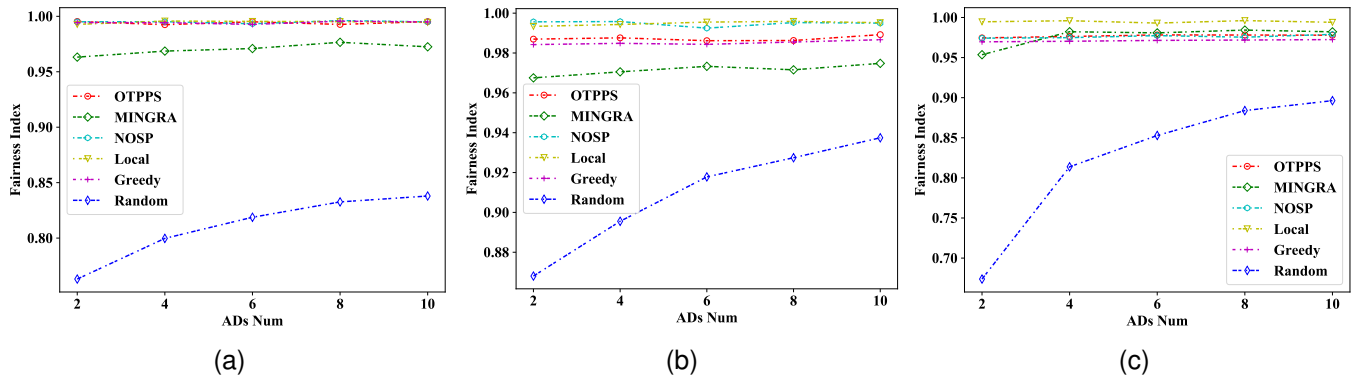 1.00
0.95
0.90
0.85
0.80
Fairness Index
OTPPS
MINGRA
NOSP
Local
Greedy
Random
2 4 6 8 10
ADs Num
(a)
1.00
0.98
0.96
0.94
0.92
0.90
0.88
Fairness Index
OTPPS
MINGRA
NOSP
Local
Greedy
Random
2 4 6 8 10
ADs Num
(b)
1.00
0.95
0.90
0.85
0.80
0.75
0.70
Fairness Index
OTPPS
MINGRA
NOSP
Local
Greedy
Random
2 4 6 8 10
ADs Num
(c)